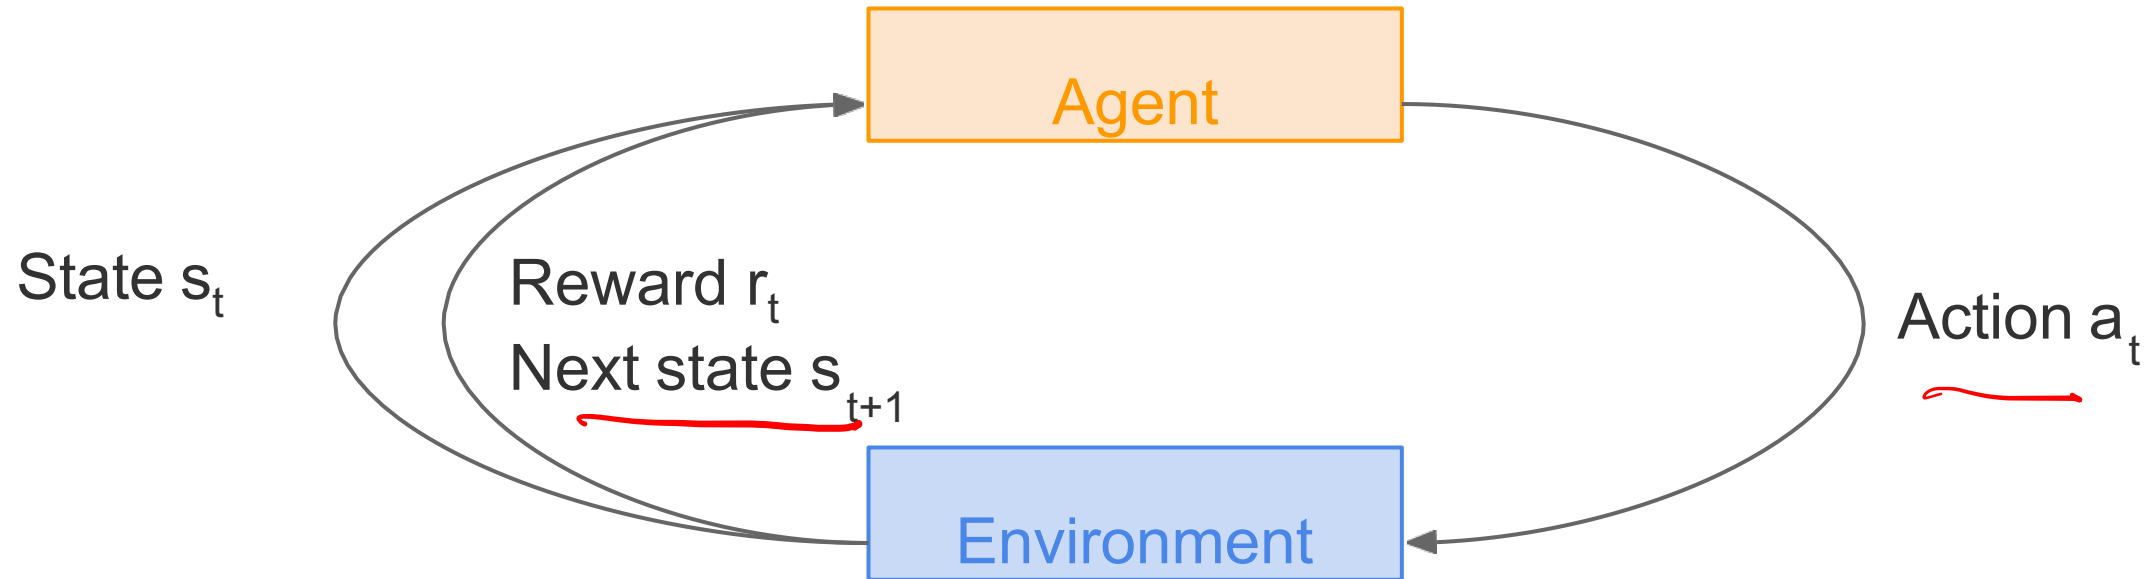 Agent
State sₜ
Reward rₜ
Next state sₜ₊₁
Action aₜ
Environment